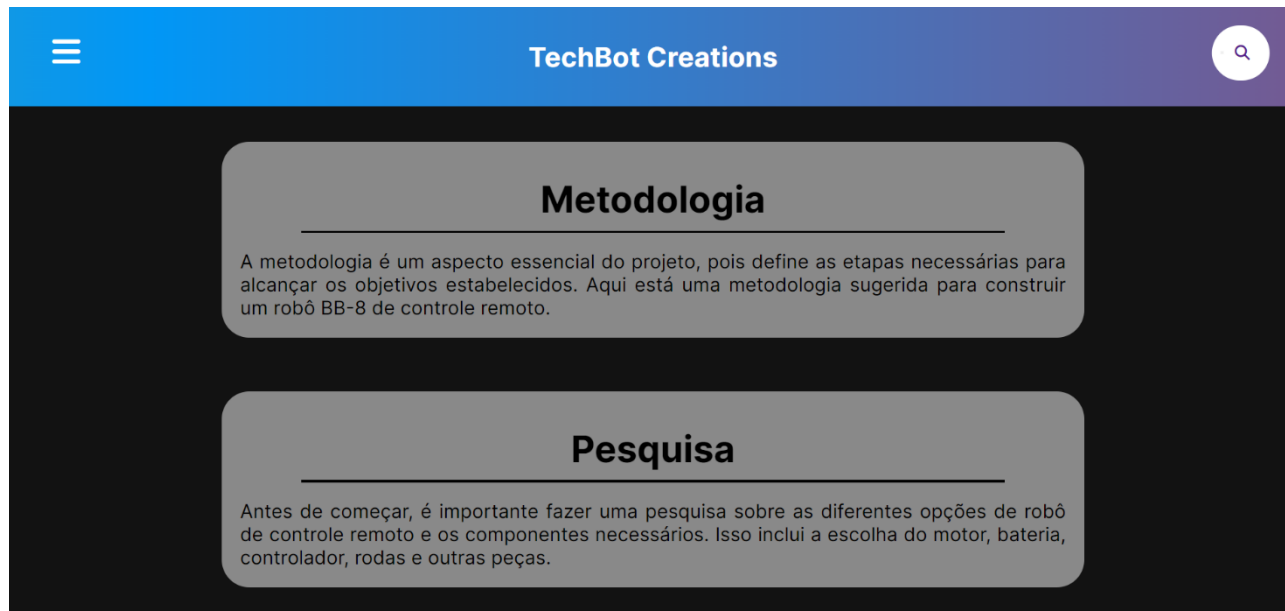 TechBot Creations
Metodologia
A metodologia é um aspecto essencial do projeto, pois define as etapas necessárias para
alcançar os objetivos estabelecidos. Aqui está uma metodologia sugerida para construir
um robô BB-8 de controle remoto.
Pesquisa
Antes de começar, é importante fazer uma pesquisa sobre as diferentes opções de robô
de controle remoto e os componentes necessários. Isso inclui a escolha do motor, bateria,
controlador, rodas e outras peças.